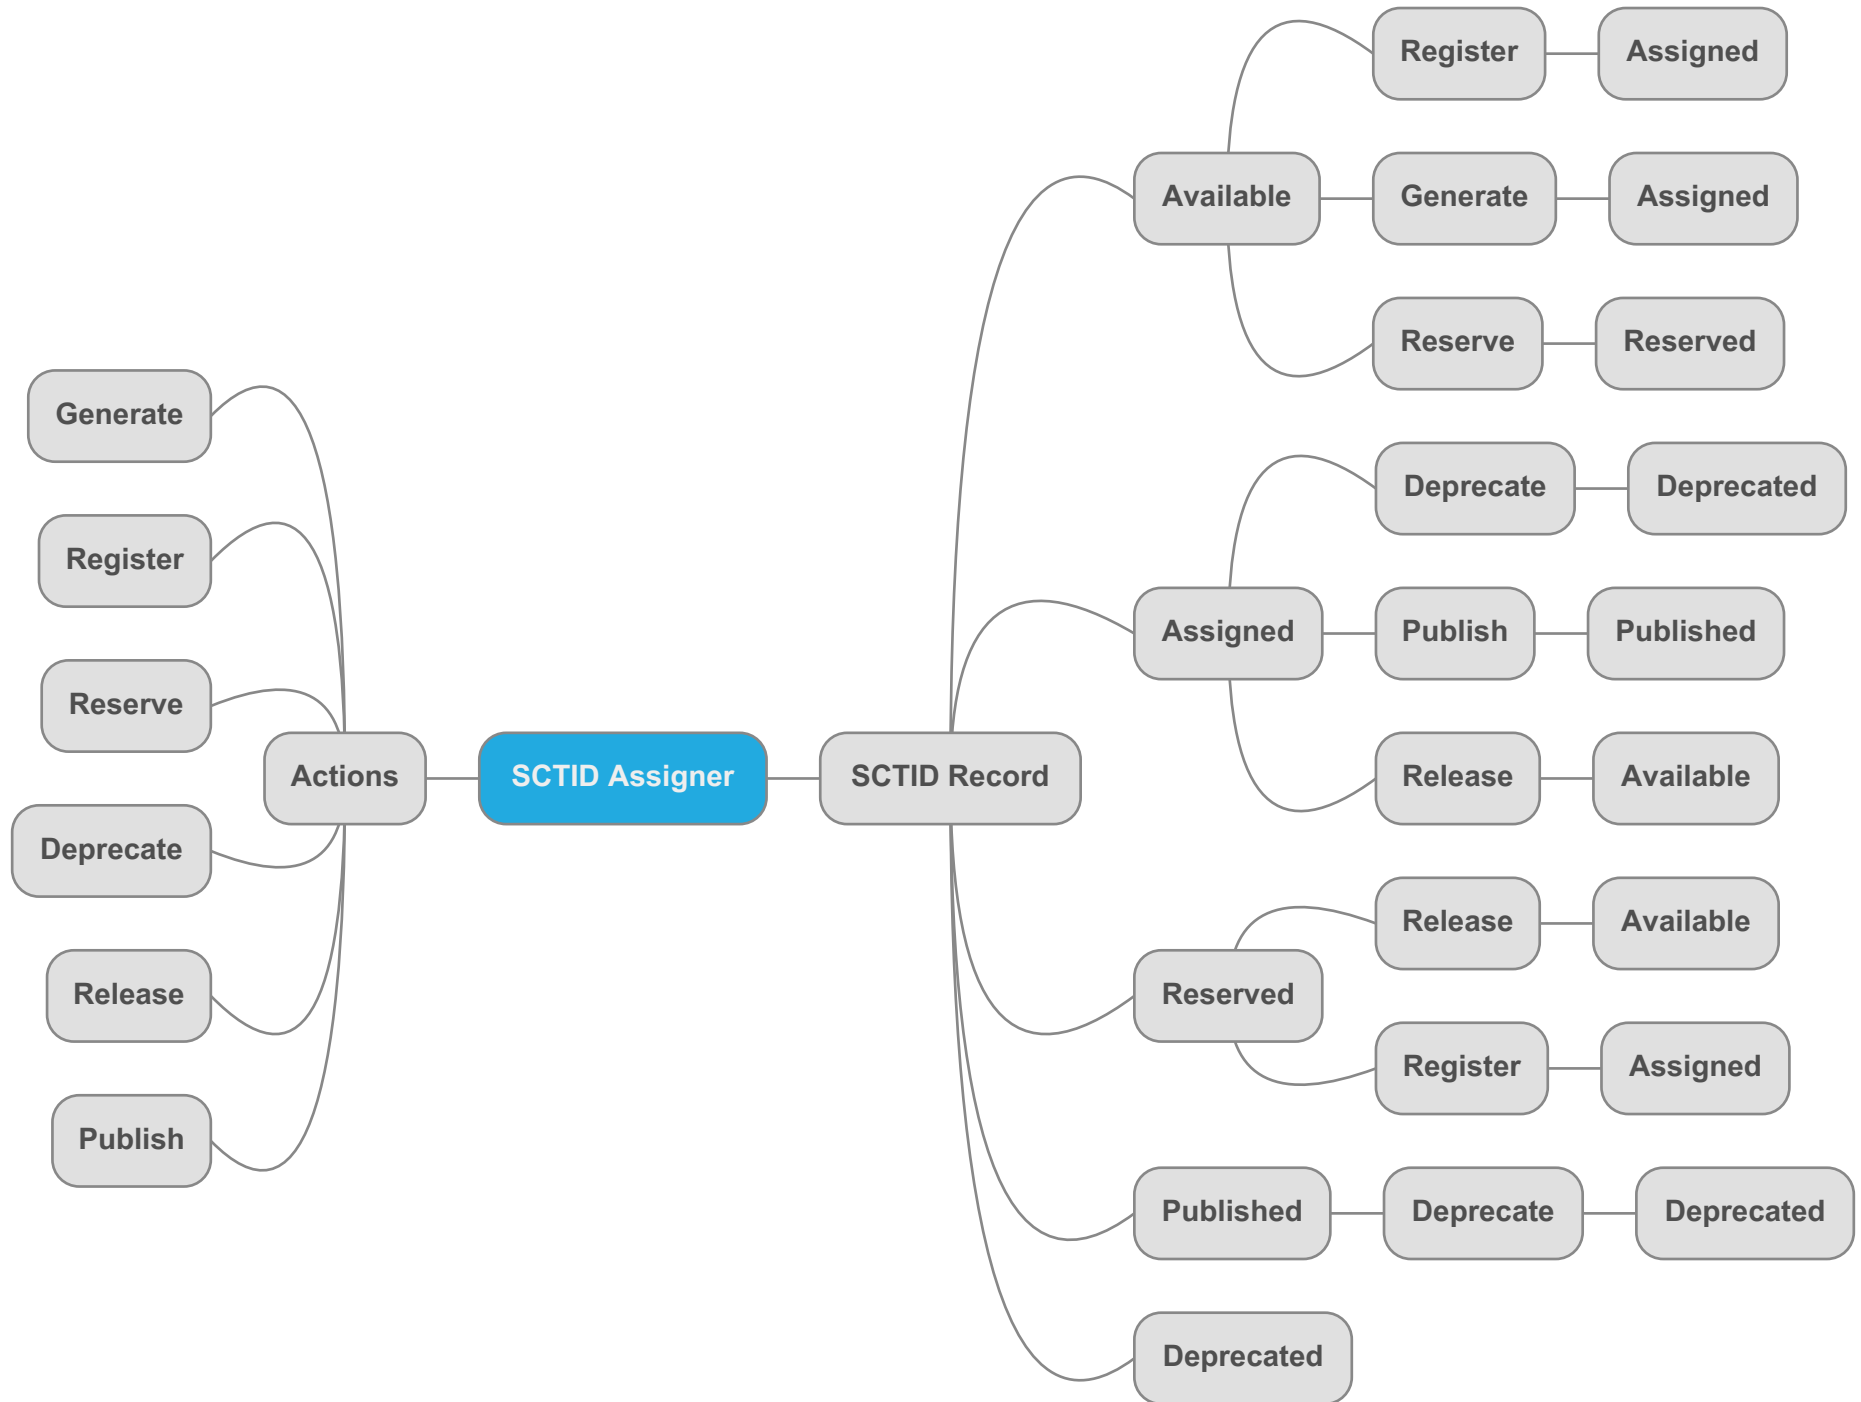 Generate
Register
Reserve
Deprecate
Release
Publish
Actions
SCTID Assigner
SCTID Record
Available
Register
Assigned
Generate
Assigned
Reserve
Reserved
Assigned
Deprecate
Deprecated
Publish
Published
Release
Available
Reserved
Release
Available
Register
Assigned
Published
Deprecate
Deprecated
Deprecated